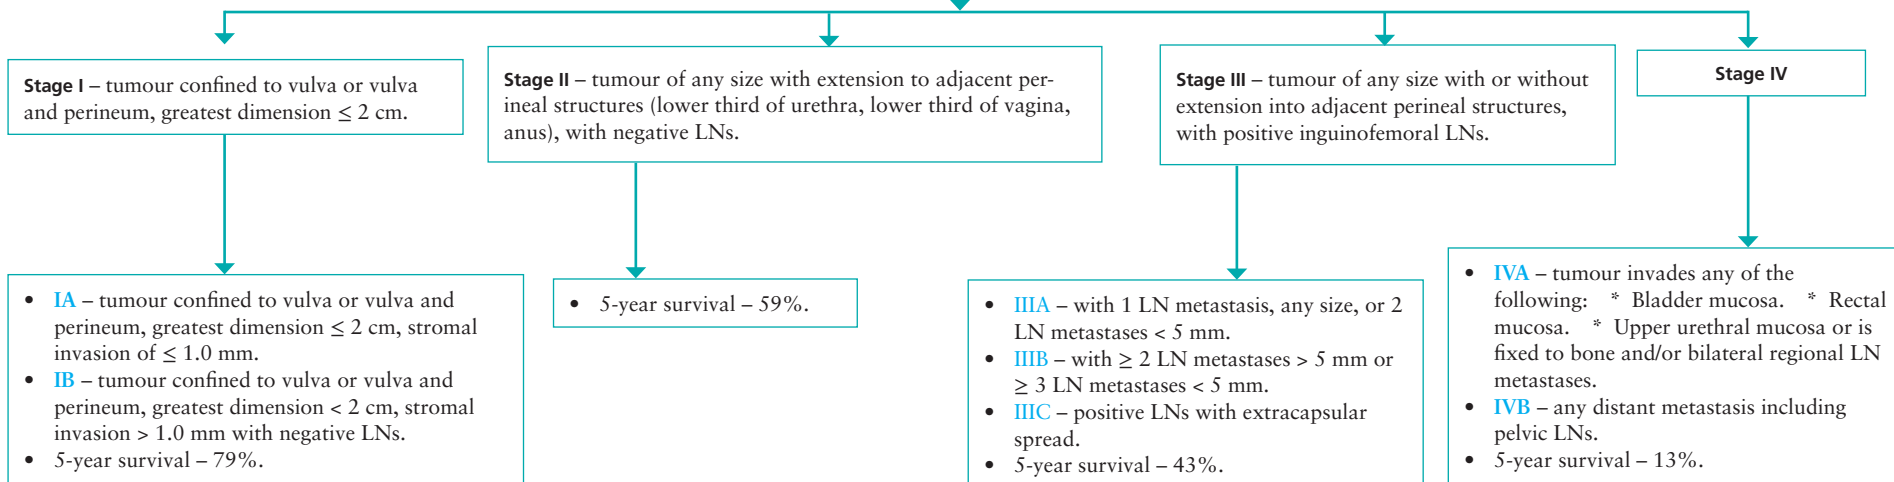 Stage I – tumour confined to vulva or vulva
and perineum, greatest dimension ≤ 2 cm.
Stage II – tumour of any size with extension to adjacent per-
ineal structures (lower third of urethra, lower third of vagina,
anus), with negative LNs.
Stage III – tumour of any size with or without
extension into adjacent perineal structures,
with positive inguinofemoral LNs.
Stage IV
• IA – tumour confined to vulva or vulva and
perineum, greatest dimension ≤ 2 cm, stromal
invasion of ≤ 1.0 mm.
• IB – tumour confined to vulva or vulva and
perineum, greatest dimension < 2 cm, stromal
invasion > 1.0 mm with negative LNs.
• 5-year survival – 79%.
• 5-year survival – 59%.
• IIIA – with 1 LN metastasis, any size, or 2
LN metastases < 5 mm.
• IIIB – with ≥ 2 LN metastases > 5 mm or
≥ 3 LN metastases < 5 mm.
• IIIC – positive LNs with extracapsular
spread.
• 5-year survival – 43%.
• IVA – tumour invades any of the
following: * Bladder mucosa. * Rectal
mucosa. * Upper urethral mucosa or is
fixed to bone and/or bilateral regional LN
metastases.
• IVB – any distant metastasis including
pelvic LNs.
• 5-year survival – 13%.